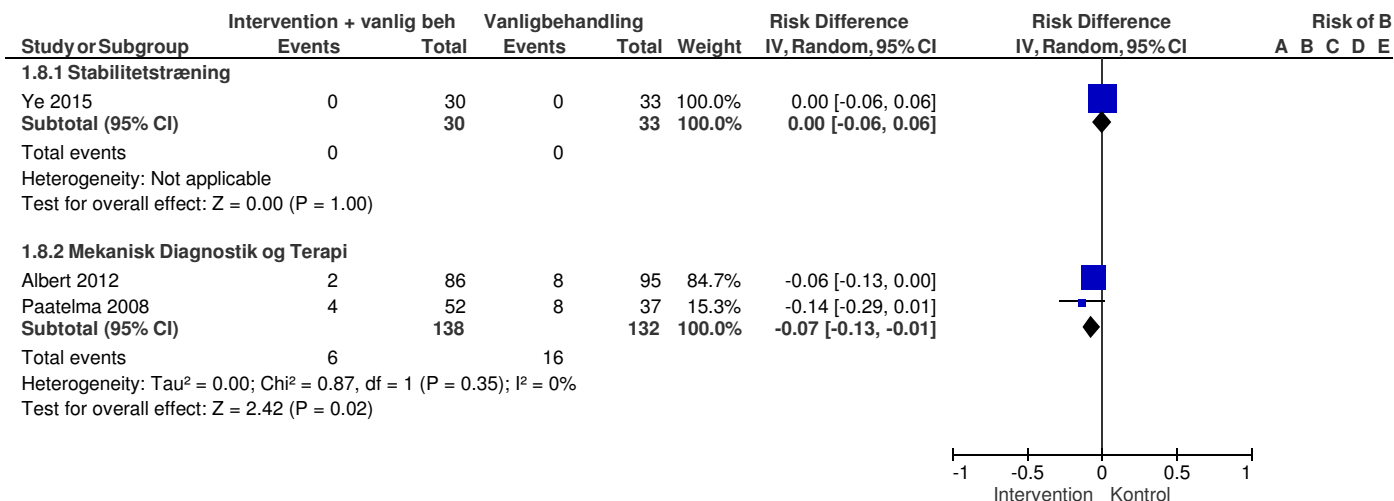 Intervention + vanlig beh Vanligbehandling Risk Difference Risk Difference Risk of B
Study or Subgroup Events Total Events Total Weight IV, Random, 95% CI IV, Random, 95% CI A B C D E
1.8.1 Stabilitetstræning
Ye 2015 0 30 0 33 100.0% 0.00 [-0.06, 0.06]
Subtotal (95% CI) 30 33 100.0% 0.00 [-0.06, 0.06]
Total events 0 0
Heterogeneity: Not applicable
Test for overall effect: Z = 0.00 (P = 1.00)
1.8.2 Mekanisk Diagnostik og Terapi
Albert 2012 2 86 8 95 84.7% -0.06 [-0.13, 0.00]
Paatelma 2008 4 52 8 37 15.3% -0.14 [-0.29, 0.01]
Subtotal (95% CI) 138 132 100.0% -0.07 [-0.13, -0.01]
Total events 6 16
Heterogeneity: Tau² = 0.00; Chi² = 0.87, df = 1 (P = 0.35); I² = 0%
Test for overall effect: Z = 2.42 (P = 0.02)
-1 -0.5 0 0.5 1
Intervention Kontrol